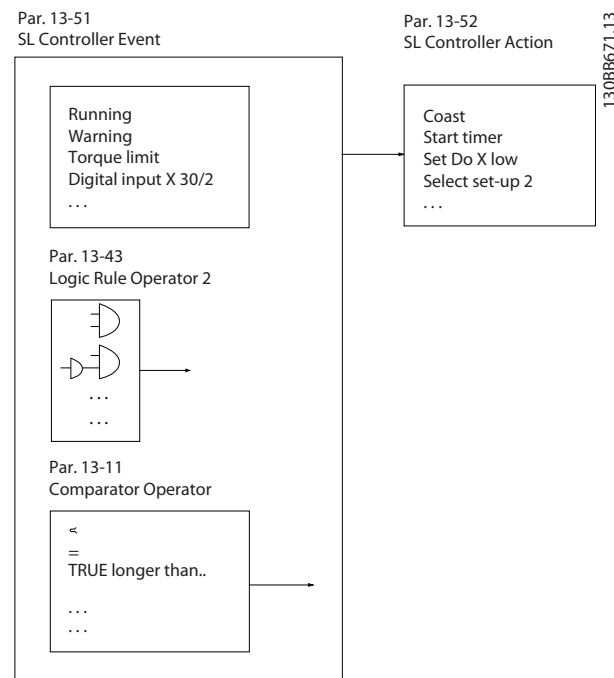 Par. 13-51
SL Controller Event
Par. 13-52
SL Controller Action
130BB671.13
Running
Warning
Torque limit
Digital input X 30/2
. . .
Coast
Start timer
Set Do X low
Select set-up 2
. . .
Par. 13-43
Logic Rule Operator 2
. . .
. . .
Par. 13-11
Comparator Operator
=
TRUE longer than..
. . .
. . .